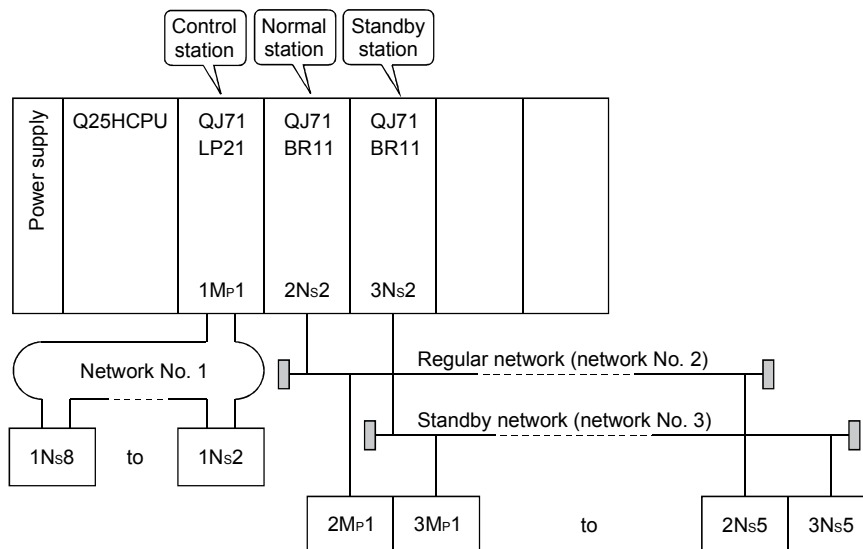 Control
station
Normal
station
Standby
station
Power supply
Q25HCPU
QJ71
LP21
QJ71
BR11
QJ71
BR11
1MP1
2NS2
3NS2
Network No. 1
Regular network (network No. 2)
Standby network (network No. 3)
1NS8
to
1NS2
2MP1
3MP1
to
2NS5
3NS5